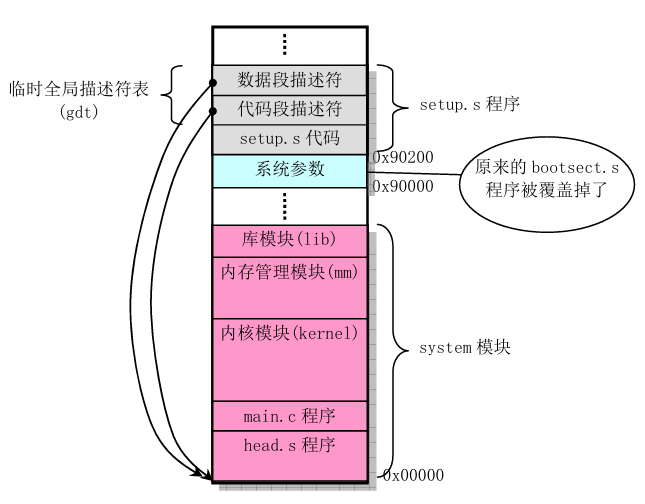 数据段描述符
临时全局描述符表
(gdt)
代码段描述符
setup.s 程序
setup.s 代码
0x90200
系统参数
原来的 bootsect.s
程序被覆盖掉了
0x90000
库模块(lib)
内存管理模块(mm)
内核模块(kernel)
system 模块
main.c 程序
head.s 程序
0x00000